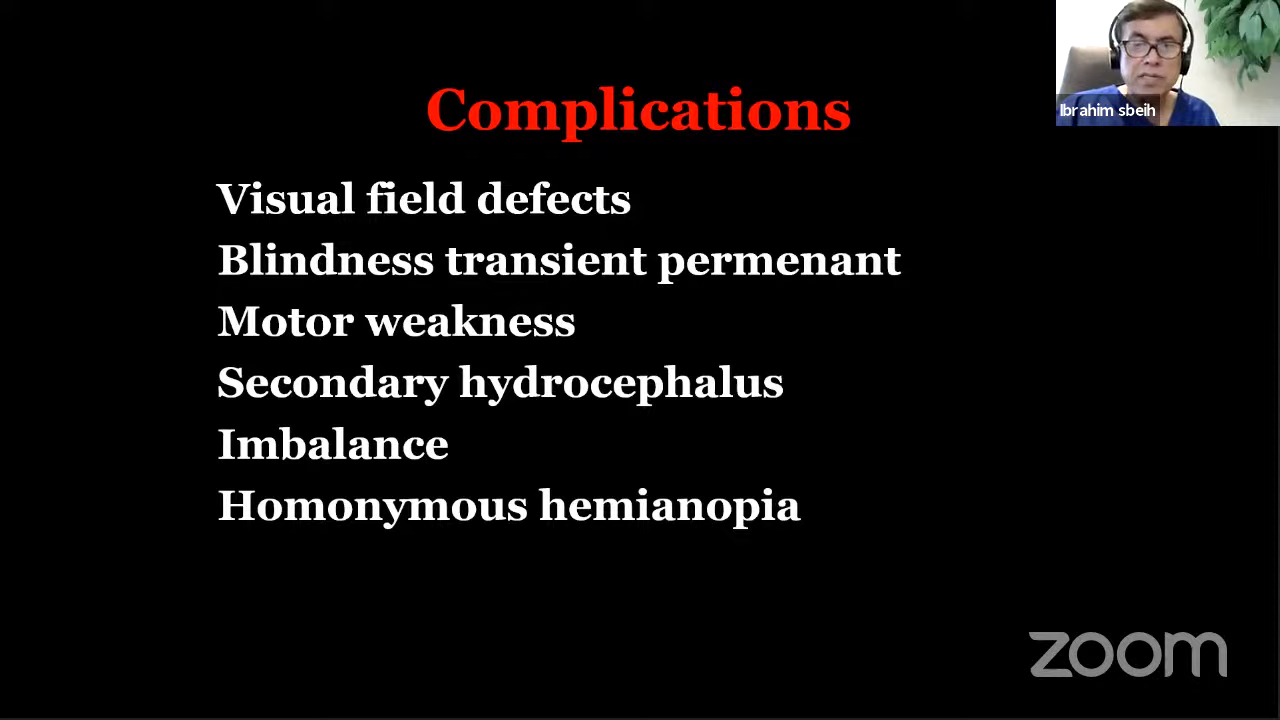 Complications
Ibrahim sbeih
Visual field defects
Blindness transient permenant
Motor weakness
Secondary hydrocephalus
Imbalance
Homonymous hemianopia
zoom